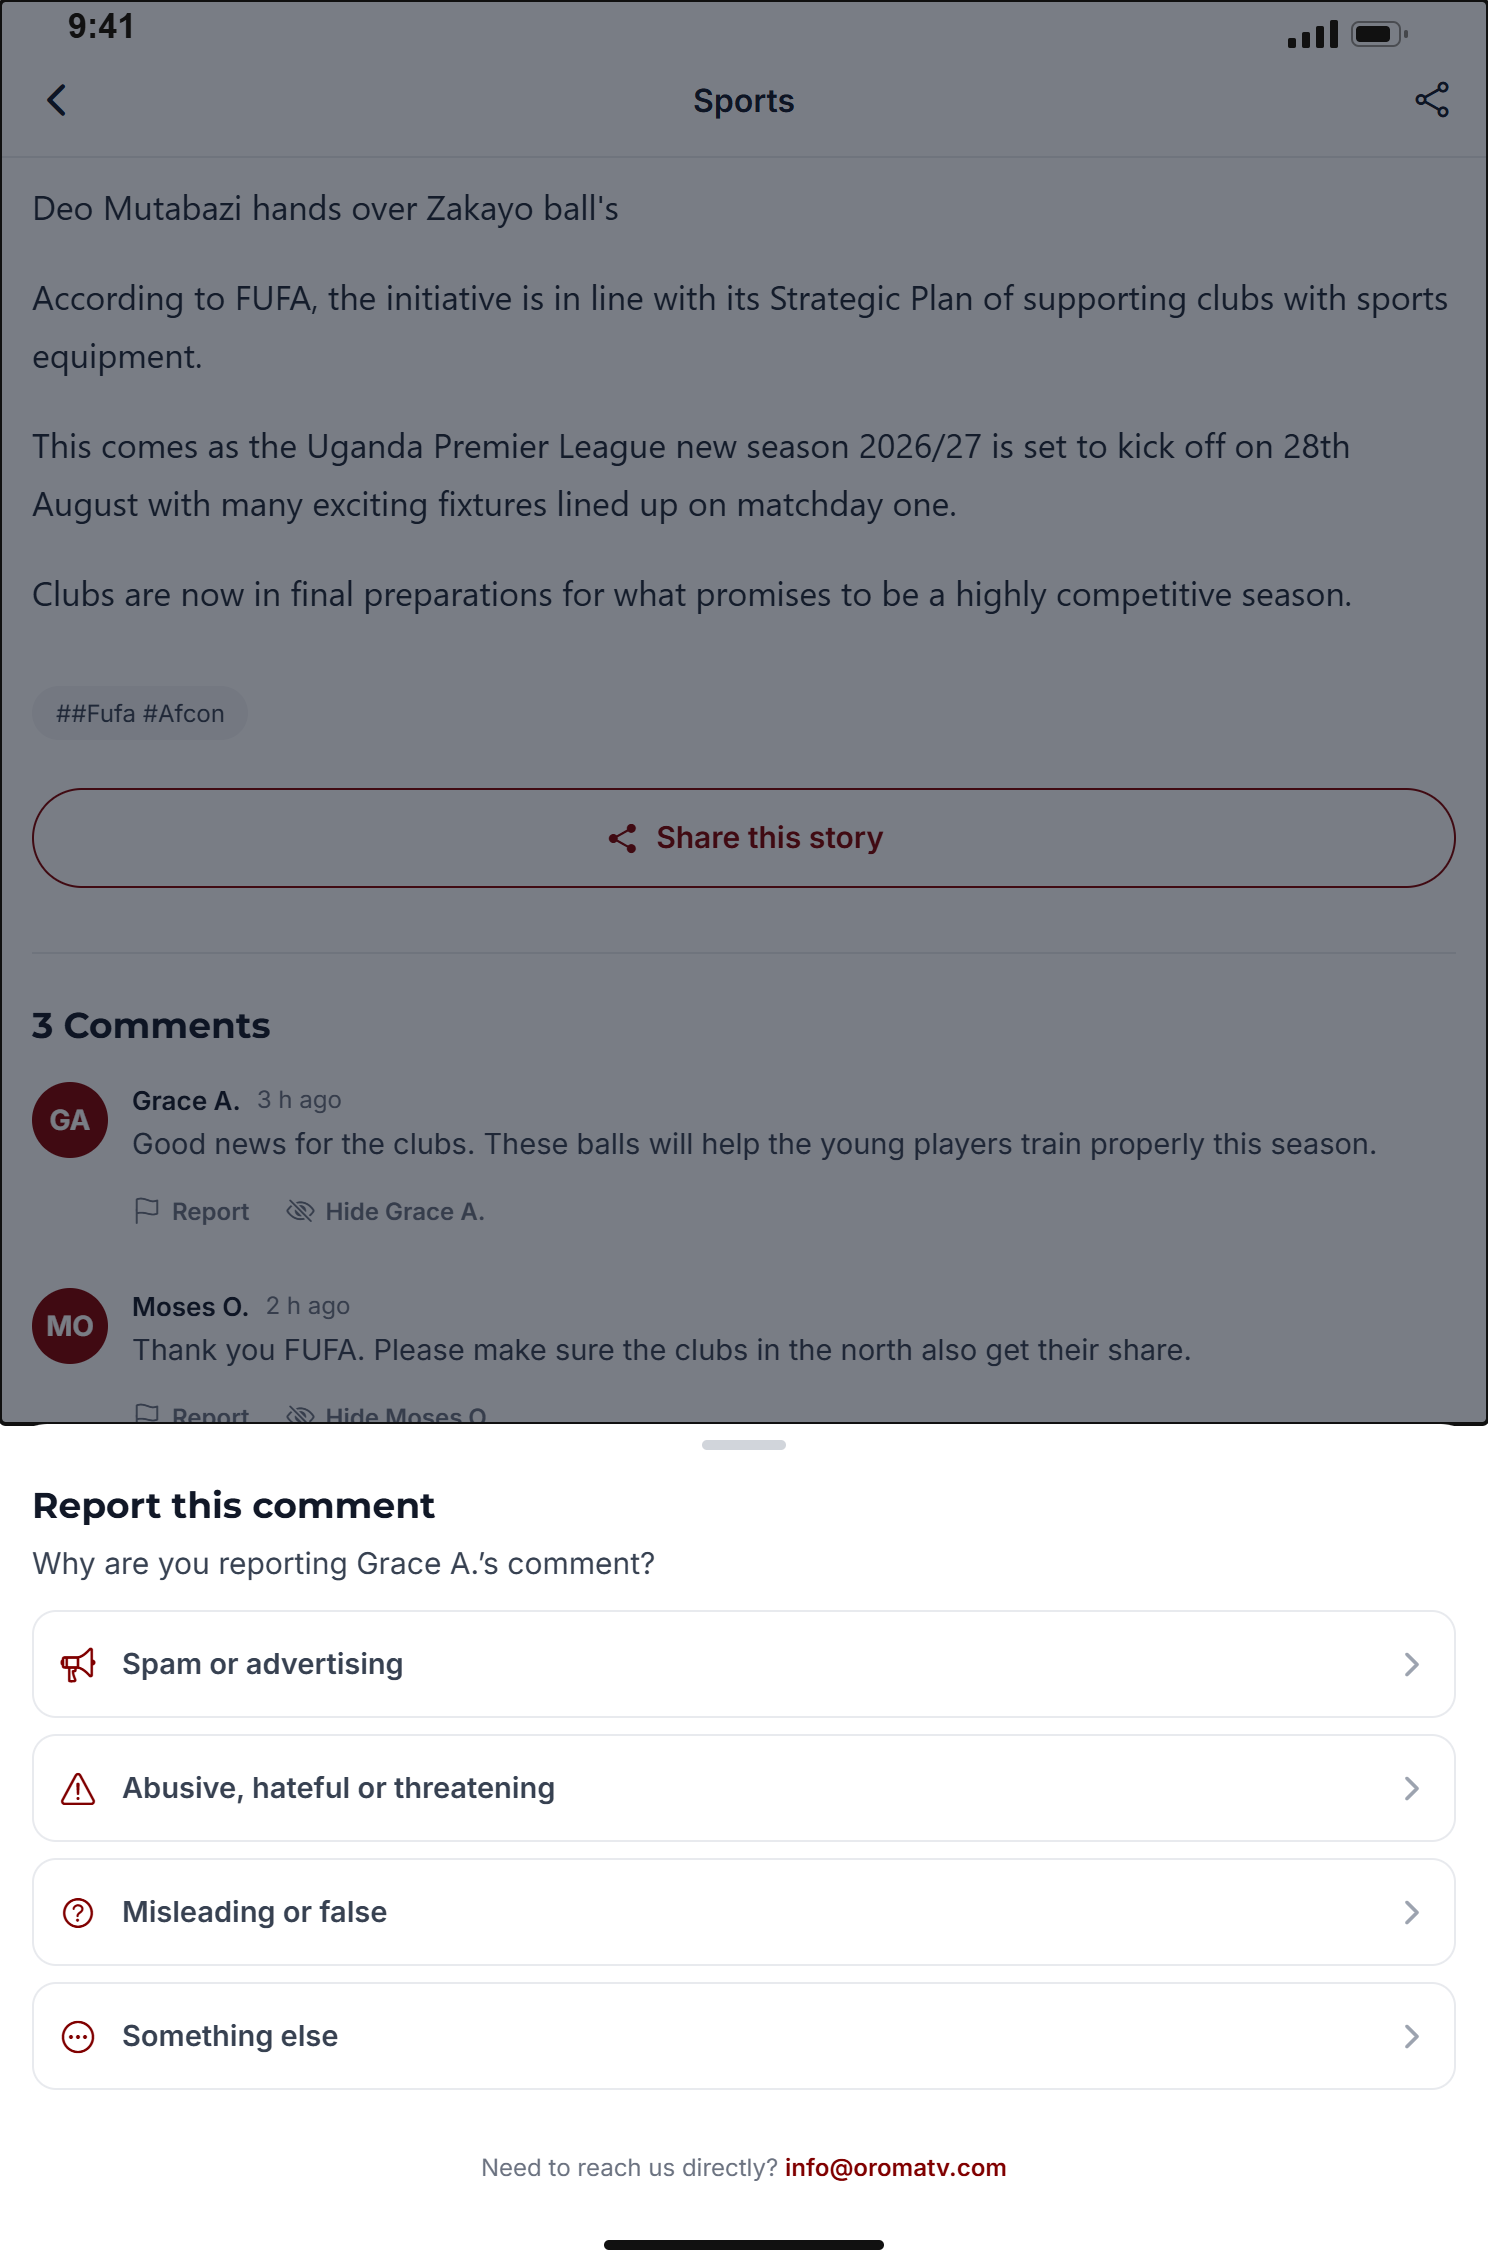 9:41
Sports
Deo Mutabazi hands over Zakayo ball's
According to FUFA, the initiative is in line with its Strategic Plan of supporting clubs with sports
equipment.
This comes as the Uganda Premier League new season 2026/27 is set to kick off on 28th
August with many exciting fixtures lined up on matchday one.
Clubs are now in final preparations for what promises to be a highly competitive season.
##Fufa #Afcon
Share this story
3 Comments
GA
Grace A. 3 h ago
Good news for the clubs. These balls will help the young players train properly this season.
Report Hide Grace A.
MO
Moses O. 2 h ago
Thank you FUFA. Please make sure the clubs in the north also get their share.
Report Hide Moses O.
Report this comment
Why are you reporting Grace A.’s comment?
Spam or advertising
Abusive, hateful or threatening
Misleading or false
Something else
Need to reach us directly? info@oromatv.com